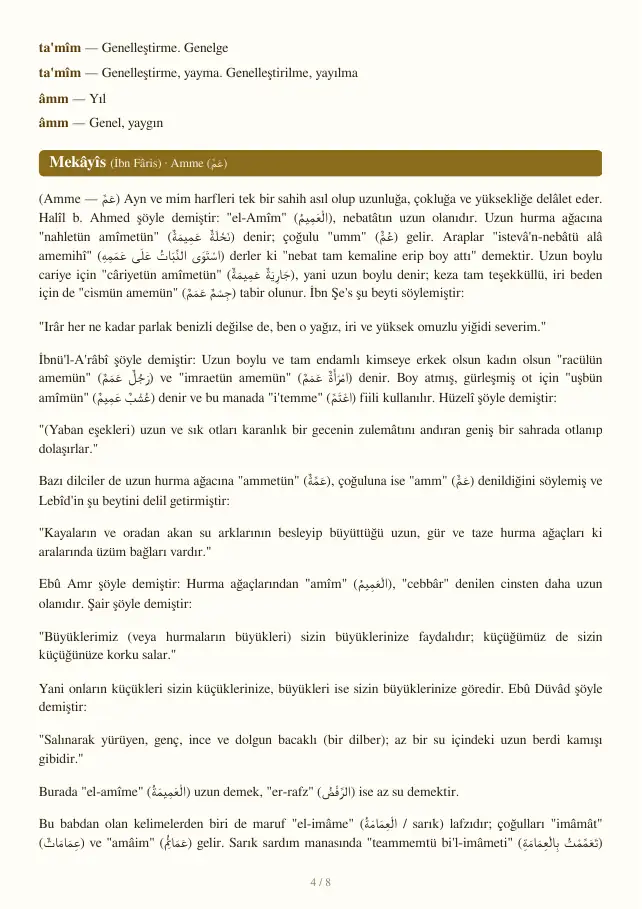 ta'mîm — Genelleştirme. Genelge
ta'mîm — Genelleştirme, yayma. Genelleştirilme, yayılma
âmm — Yıl
âmm — Genel, yaygın
Mekâyîs (İbn Fâris) · Amme (عَمَّ)
(Amme — عَمَّ) Ayn ve mim harfleri tek bir sahih asıl olup uzunluğa, çokluğa ve yüksekliğe delâlet eder.
Halîl b. Ahmed şöyle demiştir: "el-Amîm" (الْعَمِيمُ), nebatâtın uzun olanıdır. Uzun hurma ağacına
"nahletün amîmetün" (نَخْلَةٌ عَمِيمَةٌ) denir; çoğulu "umm" (عُمٌّ) gelir. Araplar "istevâ'n-nebâtü alâ
amemihî" (اسْتَوَى النَّبَاتُ عَلَى عَمَمِهِ) derler ki "nebat tam kemaline erip boy attı" demektir. Uzun boylu
cariye için "câriyetün amîmetün" (جَارِيَةٌ عَمِيمَةٌ), yani uzun boylu denir; keza tam teşekküllü, iri beden
için de "cismün amemün" (جِسْمٌ عَمَمٌ) tabir olunur. İbn Şe's şu beyti söylemiştir:
"Irâr her ne kadar parlak benizli değilse de, ben o yağız, iri ve yüksek omuzlu yiğidi severim."
İbnü'l-A'râbî şöyle demiştir: Uzun boylu ve tam endamlı kimseye erkek olsun kadın olsun "racülün
amemün" (رَجُلٌ عَمَمٌ) ve "imraetün amemün" (امْرَأَةٌ عَمَمٌ) denir. Boy atmış, gürleşmiş ot için "uşbün
amîmün" (عُشْبٌ عَمِيمٌ) denir ve bu manada "i'temme" (اعْتَمَّ) fiili kullanılır. Hüzelî şöyle demiştir:
"(Yaban eşekleri) uzun ve sık otları karanlık bir gecenin zulematını andıran geniş bir sahrada otlanıp
dolaşırlar."
Bazı dilciler de uzun hurma ağacına "ammetün" (عَمَّةٌ), çoğuluna ise "amm" (عَمٌّ) denildiğini söylemiş ve
Lebîd'in şu beytini delil getirmiştir:
"Kayaların ve oradan akan su arklarının besleyip büyüttüğü uzun, gür ve taze hurma ağaçları ki
aralarında üzüm bağları vardır."
Ebû Amr şöyle demiştir: Hurma ağaçlarından "amîm" (الْعَمِيمُ), "cebbâr" denilen cinsten daha uzun
olanıdır. Şair şöyle demiştir:
"Büyüklerimiz (veya hurmaların büyükleri) sizin büyüklerinize faydalıdır; küçüğümüz de sizin
küçüğünüze korku salar."
Yani onların küçükleri sizin küçüklerinize, büyükleri ise sizin büyüklerinize göredir. Ebû Düvâd şöyle
demiştir:
"Salınarak yürüyen, genç, ince ve dolgun bacaklı (bir dilber); az bir su içindeki uzun berdi kamışı
gibidir."
Burada "el-amîme" (الْعَمِيمَةُ) uzun demek, "er-rafz" (الرَّفْضُ) ise az su demektir.
Bu babdan olan kelimelerden biri de maruf "el-imâme" (الْعِمَامَةُ / sarık) lafzıdır; çoğulları "imâmât"
(عِمَامَاتٌ) ve "amâim" (عَمَائِمُ) gelir. Sarık sardım manasında "teammemtü bi'l-imâmeti" (تَعَمَّمْتُ بِالْعِمَامَةِ)
4 / 8